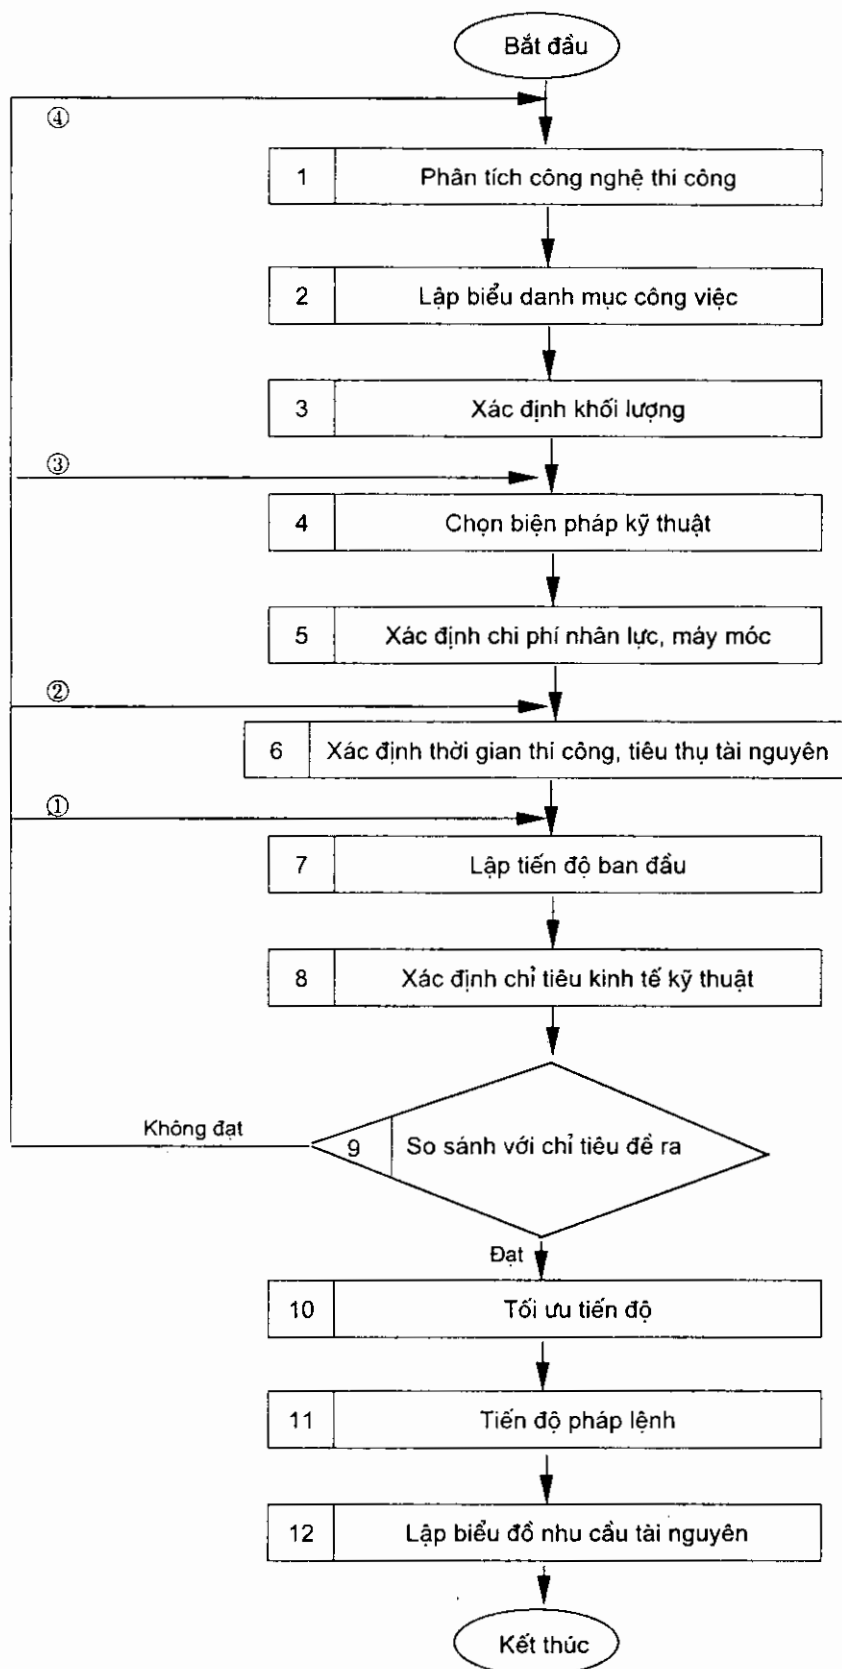 Bắt đầu
④
1 Phân tích công nghệ thi công
2 Lập biểu danh mục công việc
3 Xác định khối lượng
③
4 Chọn biện pháp kỹ thuật
5 Xác định chi phí nhân lực, máy móc
②
6 Xác định thời gian thi công, tiêu thụ tài nguyên
①
7 Lập tiến độ ban đầu
8 Xác định chỉ tiêu kinh tế kỹ thuật
Không đạt
9 So sánh với chỉ tiêu đề ra
Đạt
10 Tối ưu tiến độ
11 Tiến độ pháp lệnh
12 Lập biểu đồ nhu cầu tài nguyên
Kết thúc